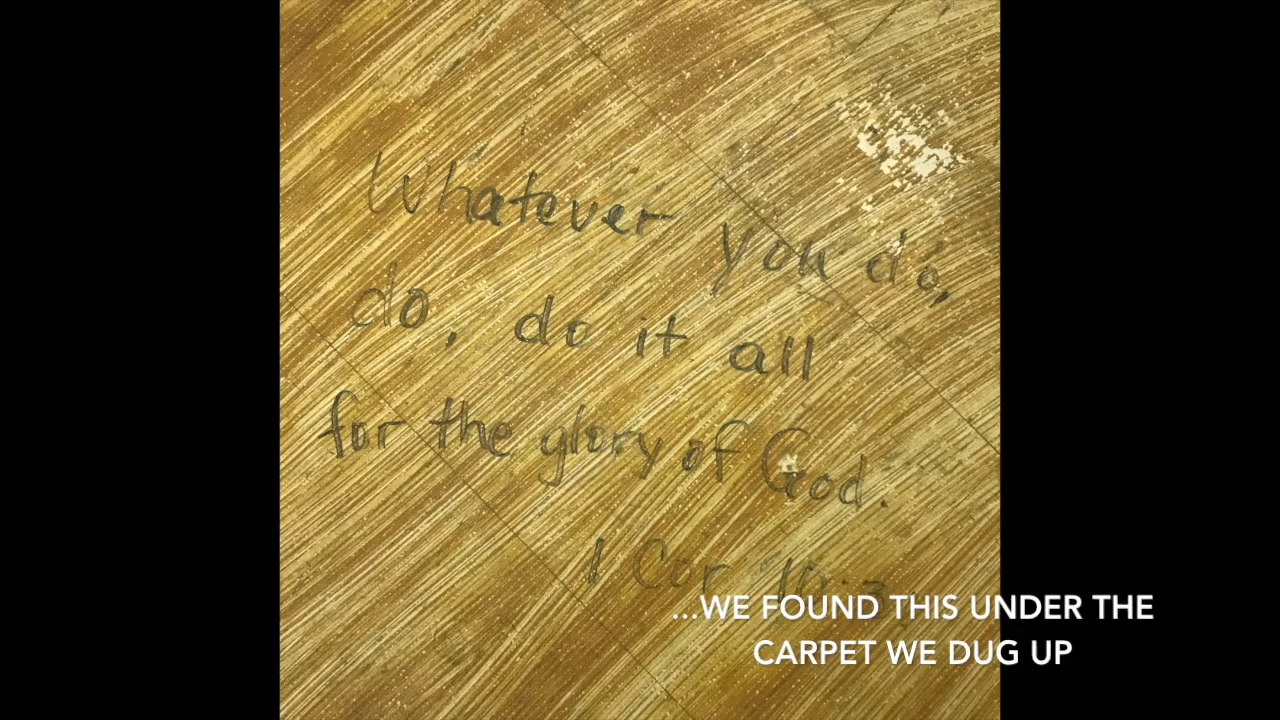 Whatever you do,
do, do it all
for the glory of God.
1 Cor
...WE FOUND THIS UNDER THE
CARPET WE DUG UP